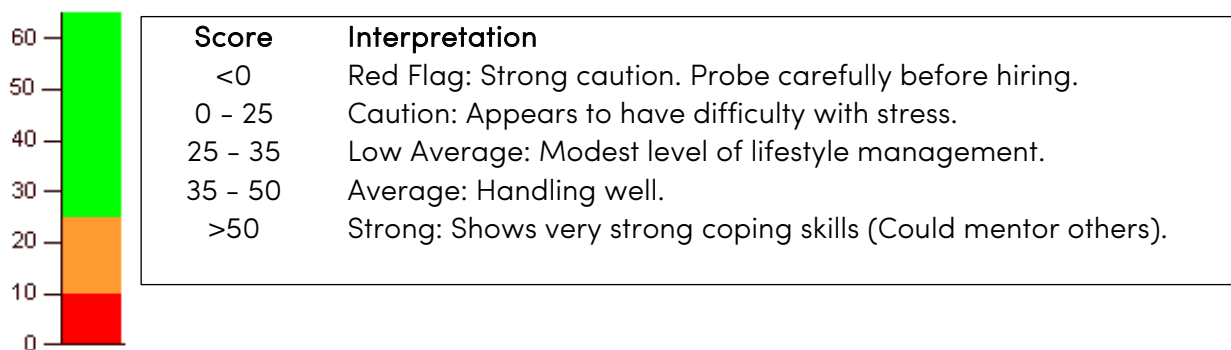 60
50
40
30
20
10
0
Score Interpretation
<0 Red Flag: Strong caution. Probe carefully before hiring.
0 - 25 Caution: Appears to have difficulty with stress.
25 - 35 Low Average: Modest level of lifestyle management.
35 - 50 Average: Handling well.
>50 Strong: Shows very strong coping skills (Could mentor others).